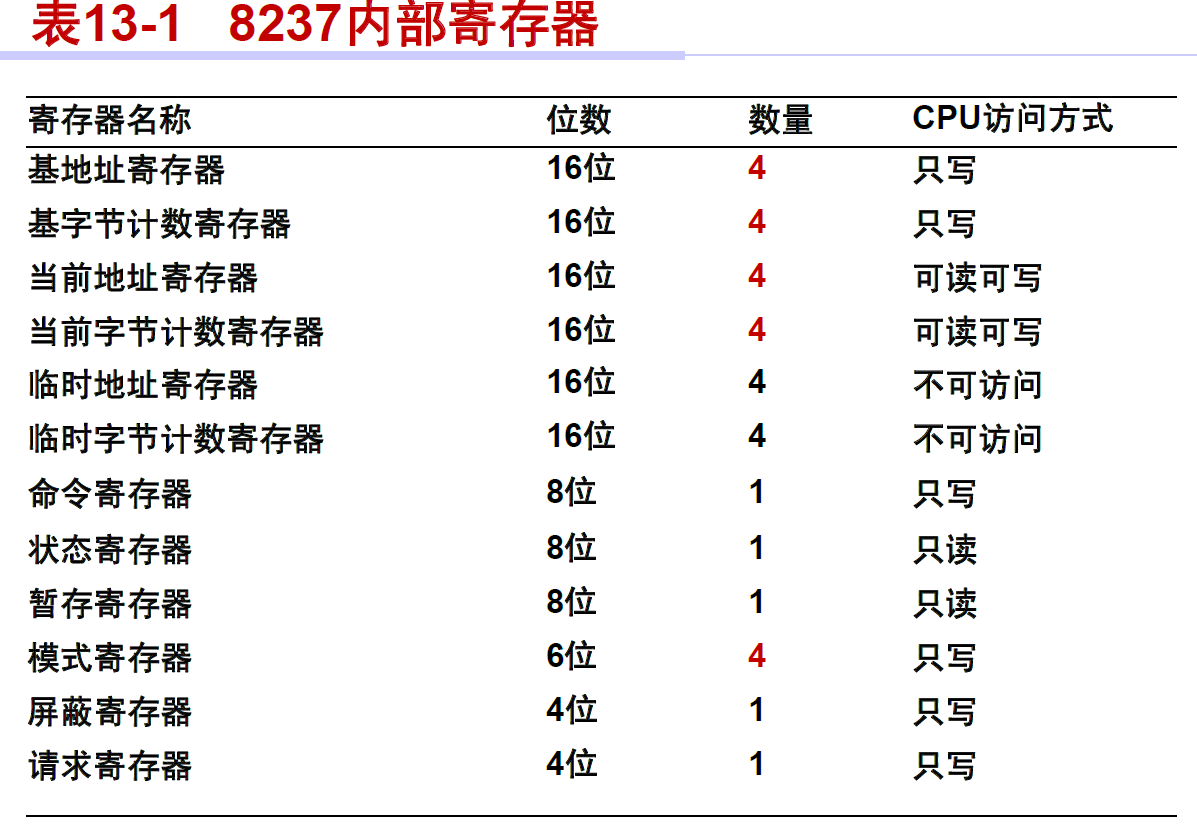 表13-1 8237内部寄存器
寄存器名称 位数 数量 CPU访问方式
基地址寄存器 16位 4 只写
基字节计数寄存器 16位 4 只写
当前地址寄存器 16位 4 可读可写
当前字节计数寄存器 16位 4 可读可写
临时地址寄存器 16位 4 不可访问
临时字节计数寄存器 16位 4 不可访问
命令寄存器 8位 1 只写
状态寄存器 8位 1 只读
暂存寄存器 8位 1 只读
模式寄存器 6位 4 只写
屏蔽寄存器 4位 1 只写
请求寄存器 4位 1 只写